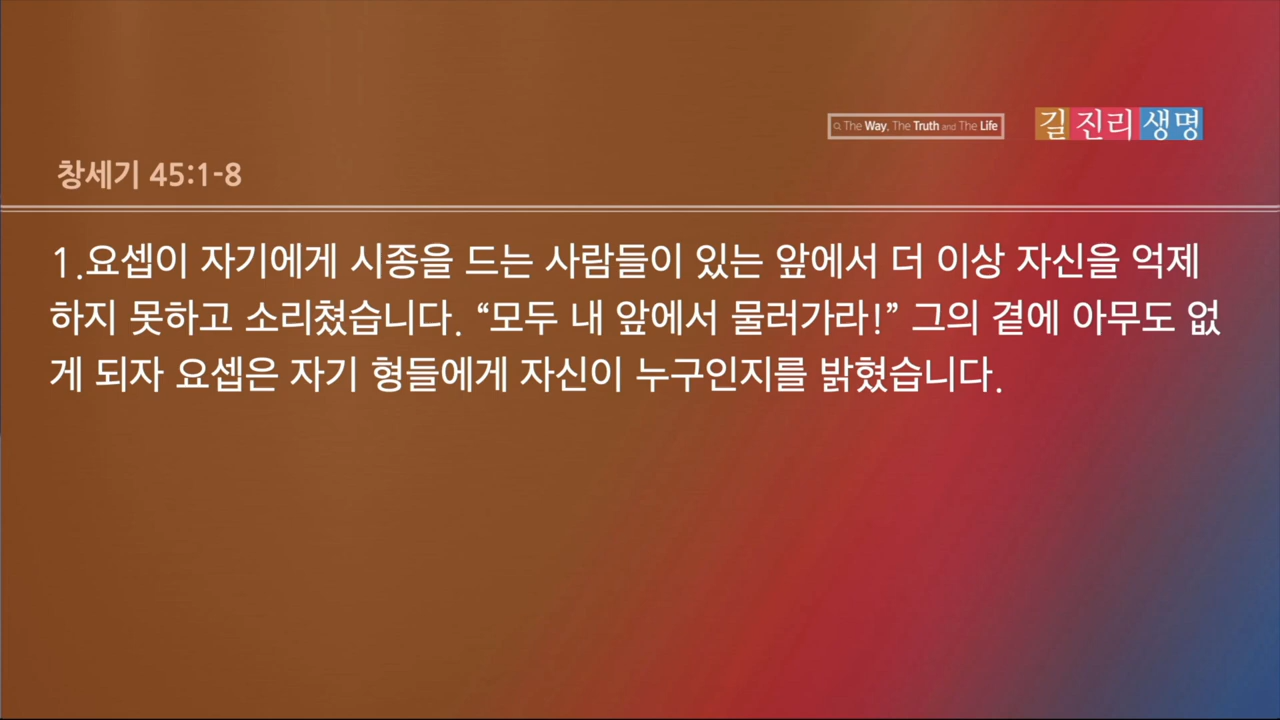 The Way, The Truth and The Life
길 진리 생명
창세기 45:1-8
1.요셉이 자기에게 시종을 드는 사람들이 있는 앞에서 더 이상 자신을 억제
하지 못하고 소리쳤습니다. “모두 내 앞에서 물러가라!” 그의 곁에 아무도 없
게 되자 요셉은 자기 형들에게 자신이 누구인지를 밝혔습니다.